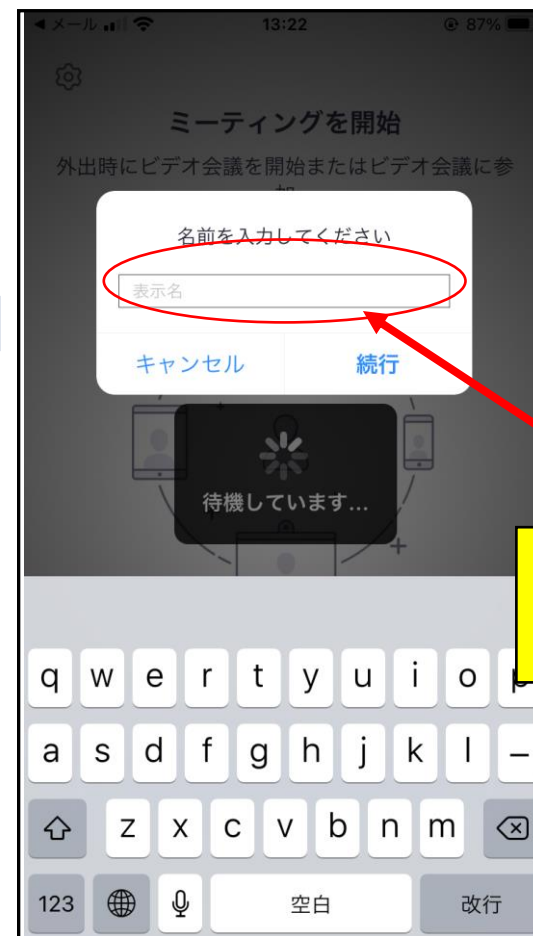 メール 13:22 87%
ミーティングを開始
外出時にビデオ会議を開始またはビデオ会議に参
名前を入力してください
表示名
キャンセル 続行
待機しています...
q w e r t y u i o p
a s d f g h j k l ー
z x c v b n m
123 空白 改行